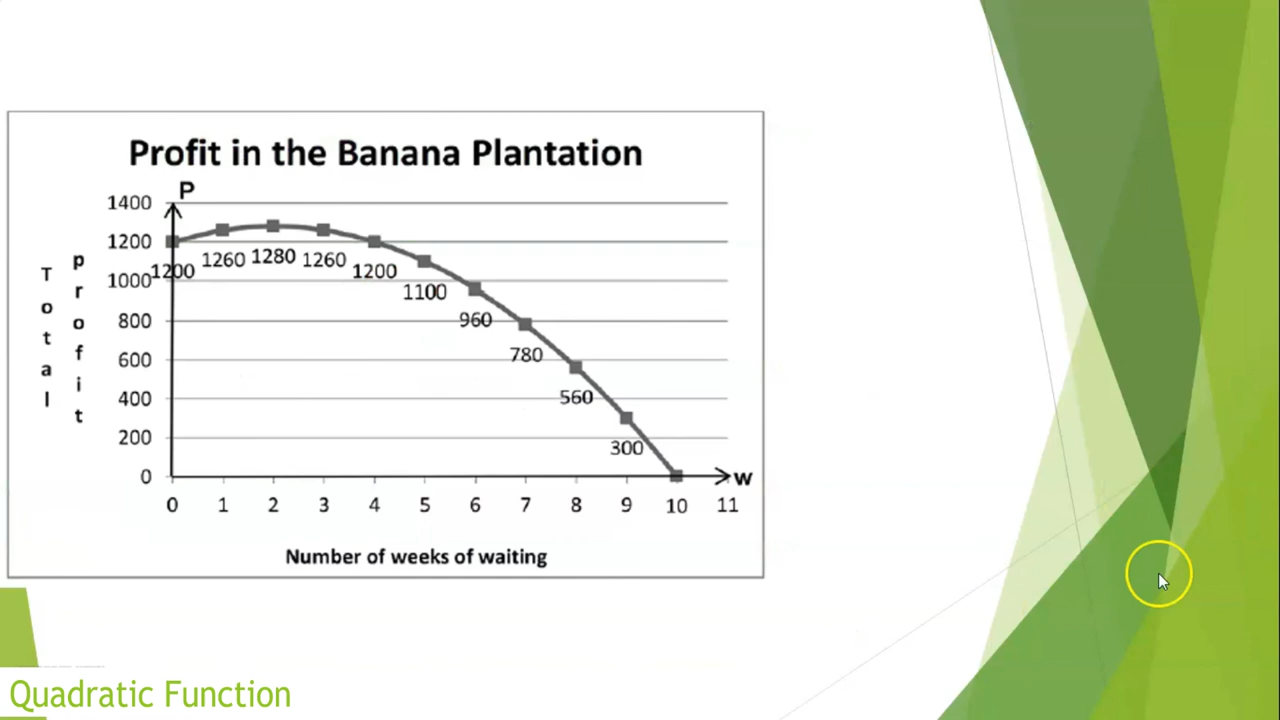 Profit in the Banana Plantation
P
1400
1200
1000
800
600
400
200
0
Total
profit
1200
1260
1280
1260
1200
1100
960
780
560
300
w
0 1 2 3 4 5 6 7 8 9 10 11
Number of weeks of waiting
Quadratic Function